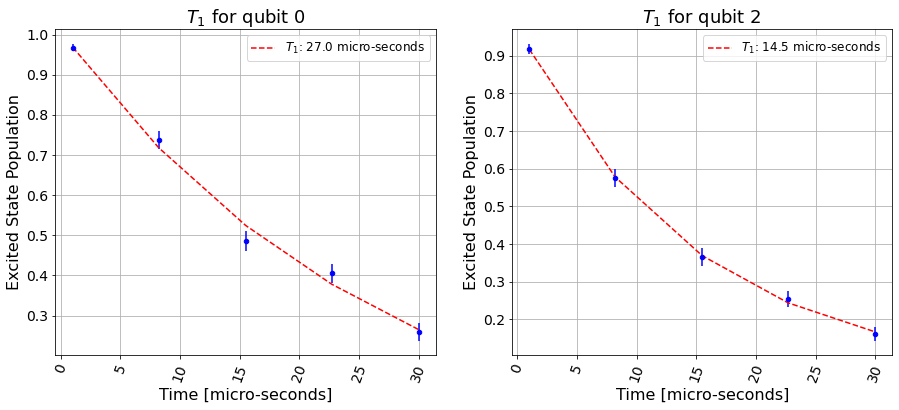 T₁ for qubit 0
Excited State Population
1.0
0.9
0.8
0.7
0.6
0.5
0.4
0.3
T₁: 27.0 micro-seconds
0 5 10 15 20 25 30
Time [micro-seconds]
T₁ for qubit 2
Excited State Population
0.9
0.8
0.7
0.6
0.5
0.4
0.3
0.2
T₁: 14.5 micro-seconds
0 5 10 15 20 25 30
Time [micro-seconds]